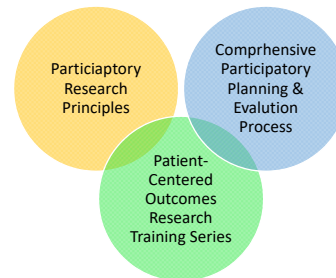 Particiaptory
Research
Principles
Comprhensive
Participatory
Planning &
Evalution
Process
Patient-
Centered
Outcomes
Research
Training Series